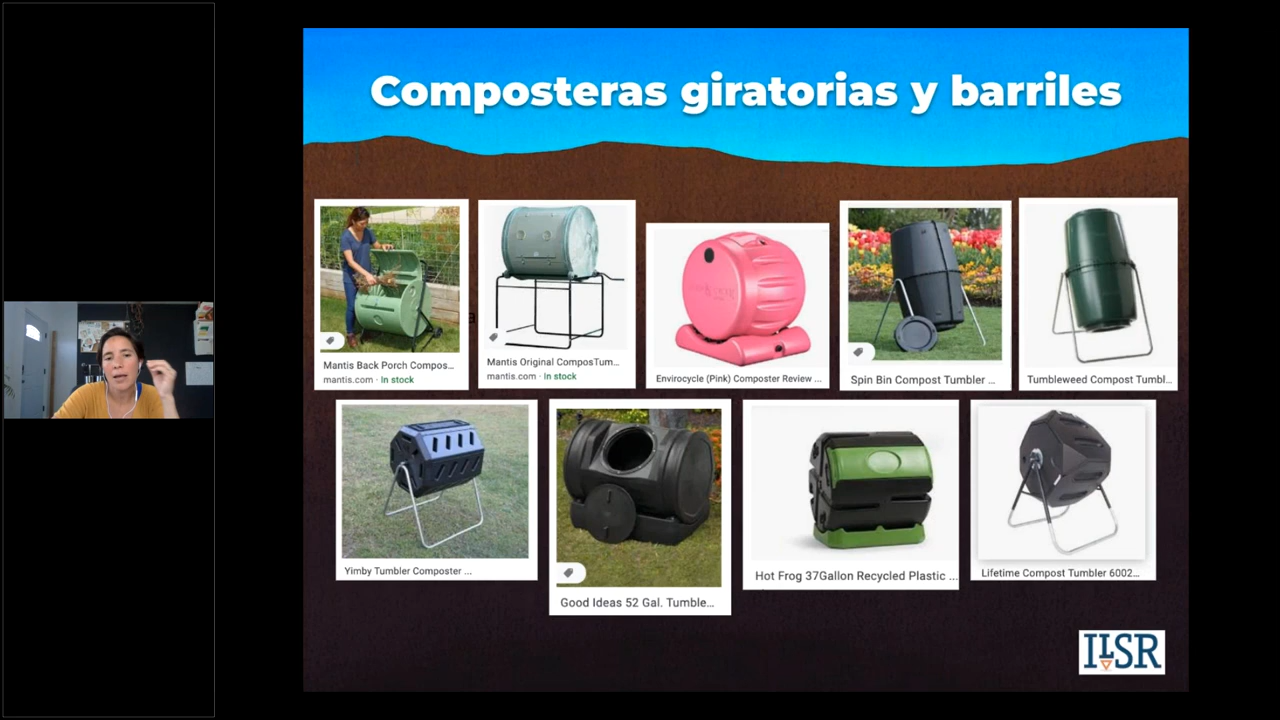 Composteras giratorias y barriles
Mantis Back Porch Compos...
mantis.com · In stock
Mantis Original ComposTum...
mantis.com · In stock
Envirocycle (Pink) Composter Review ...
Spin Bin Compost Tumbler ...
Tumbleweed Compost Tumbl...
a
Yimby Tumbler Composter ...
Good Ideas 52 Gal. Tumble...
Hot Frog 37Gallon Recycled Plastic ...
Lifetime Compost Tumbler 6002...
ILSR